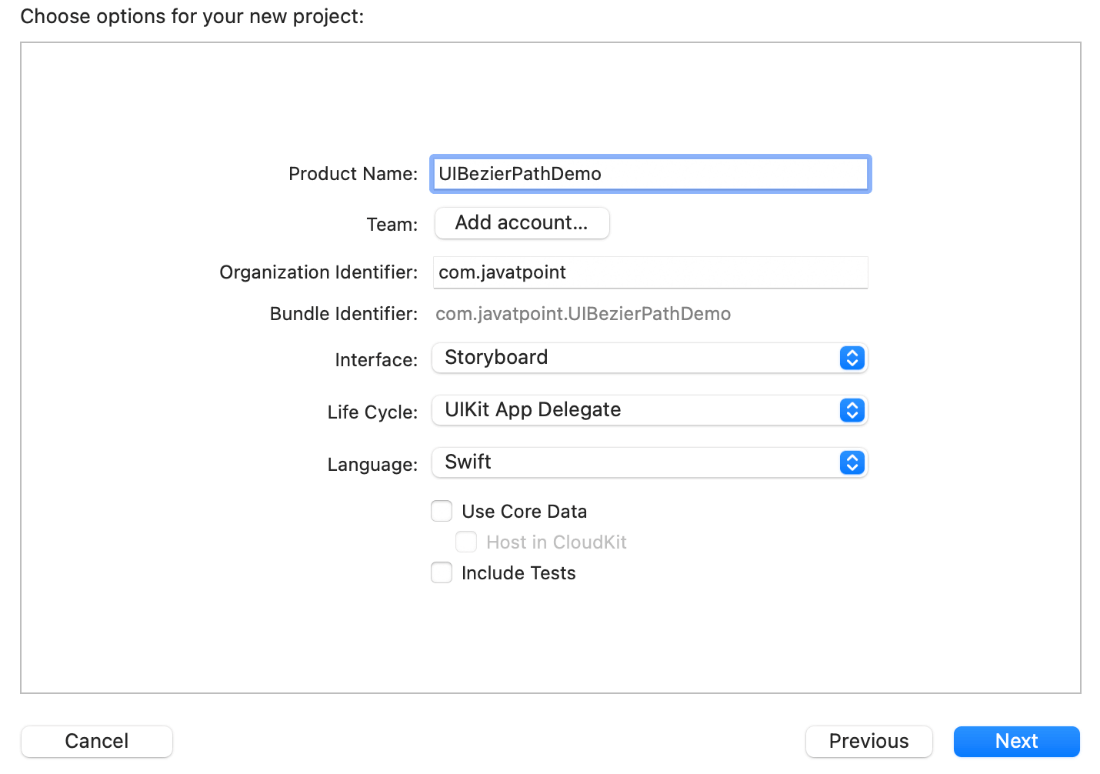 Choose options for your new project:
Product Name: UIBezierPathDemo
Team: Add account...
Organization Identifier: com.javatpoint
Bundle Identifier: com.javatpoint.UIBezierPathDemo
Interface: Storyboard
Life Cycle: UIKit App Delegate
Language: Swift
Use Core Data
Host in CloudKit
Include Tests
Cancel Previous Next